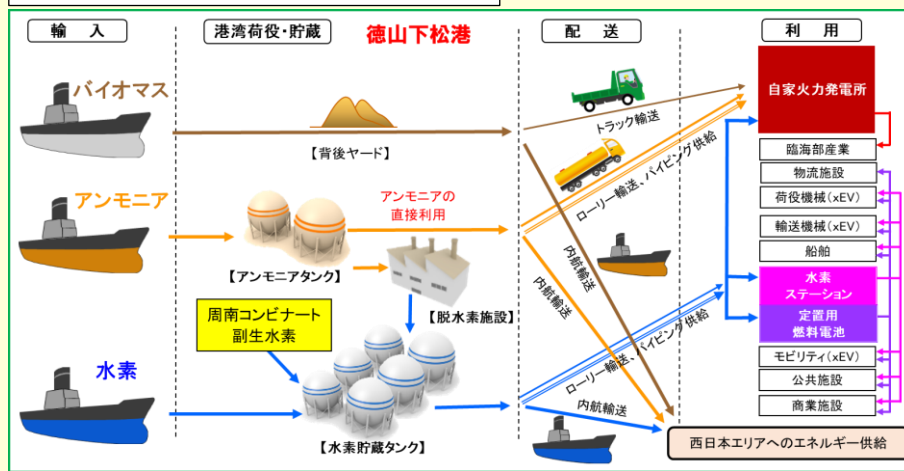 輸 入
港湾荷役・貯蔵
徳山下松港
配 送
利 用
バイオマス
【背後ヤード】
トラック輸送
自家火力発電所
臨海部産業
物流施設
荷役機械(xEV)
輸送機械(xEV)
船舶
水素
ステーション
定置用
燃料電池
モビリティ(xEV)
公共施設
商業施設
アンモニア
アンモニアの
直接利用
【アンモニアタンク】
【脱水素施設】
ローリー輸送、パイピング供給
内航輸送
内航輸送
周南コンビナート
副生水素
水素
【水素貯蔵タンク】
ローリー輸送、パイピング供給
内航輸送
西日本エリアへのエネルギー供給